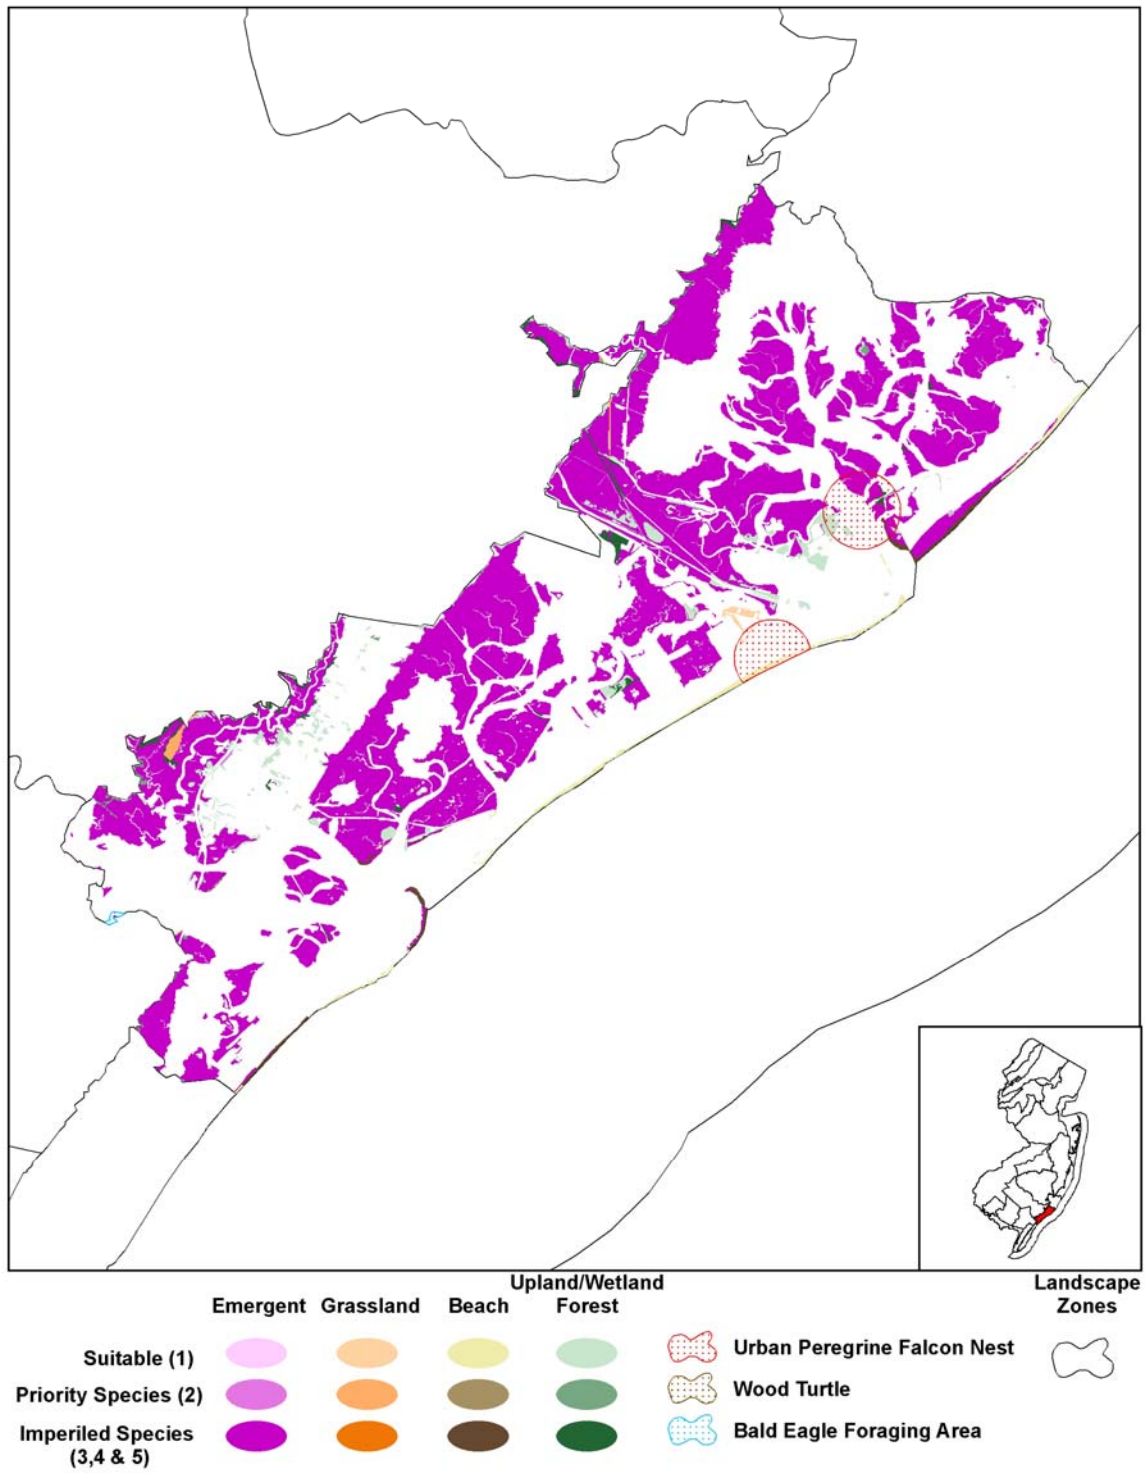 Upland/Wetland
Emergent Grassland Beach Forest
Landscape
Zones
Suitable (1)
Priority Species (2)
Imperiled Species
(3,4 & 5)
Urban Peregrine Falcon Nest
Wood Turtle
Bald Eagle Foraging Area